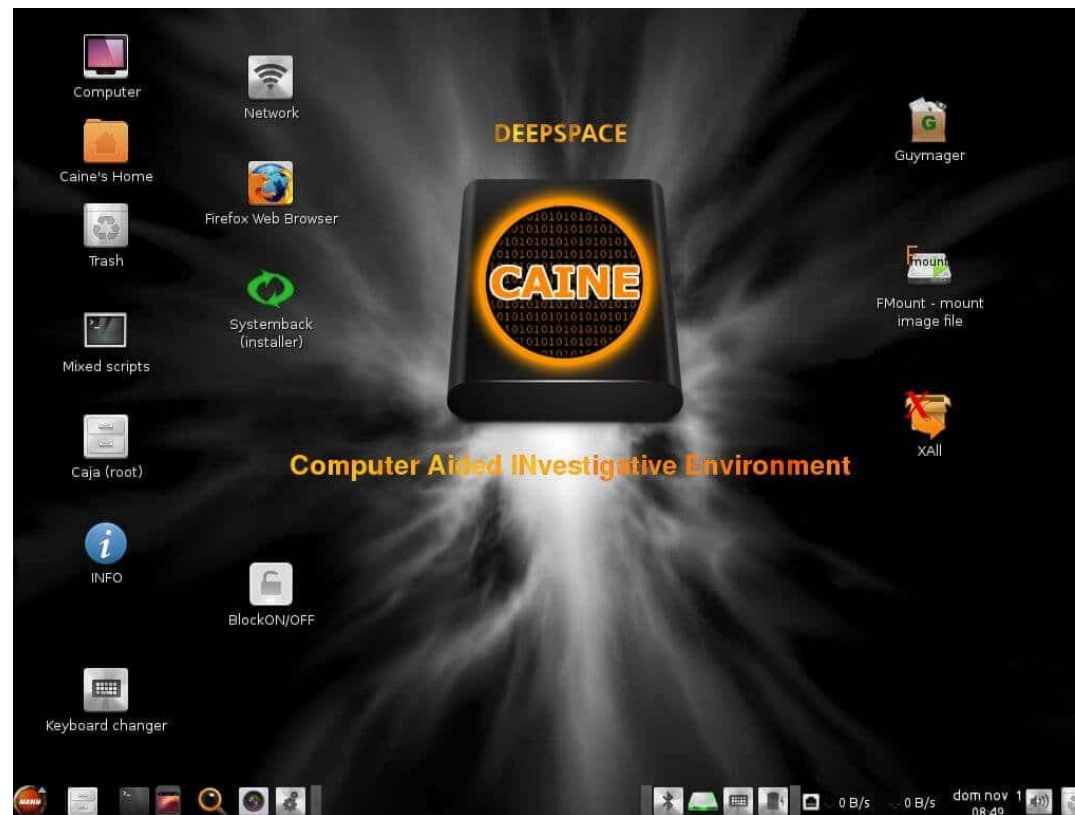 Computer
Network
DEEPSPACE
Guymager
Caine's Home
Firefox Web Browser
Trash
Systemback
(installer)
CAINE
Fmount
FMount - mount
image file
Mixed scripts
Caja (root)
XAll
Computer Aided INvestigative Environment
INFO
BlockON/OFF
Keyboard changer
MENU
0 B/s
0 B/s
dom nov 1
08:49